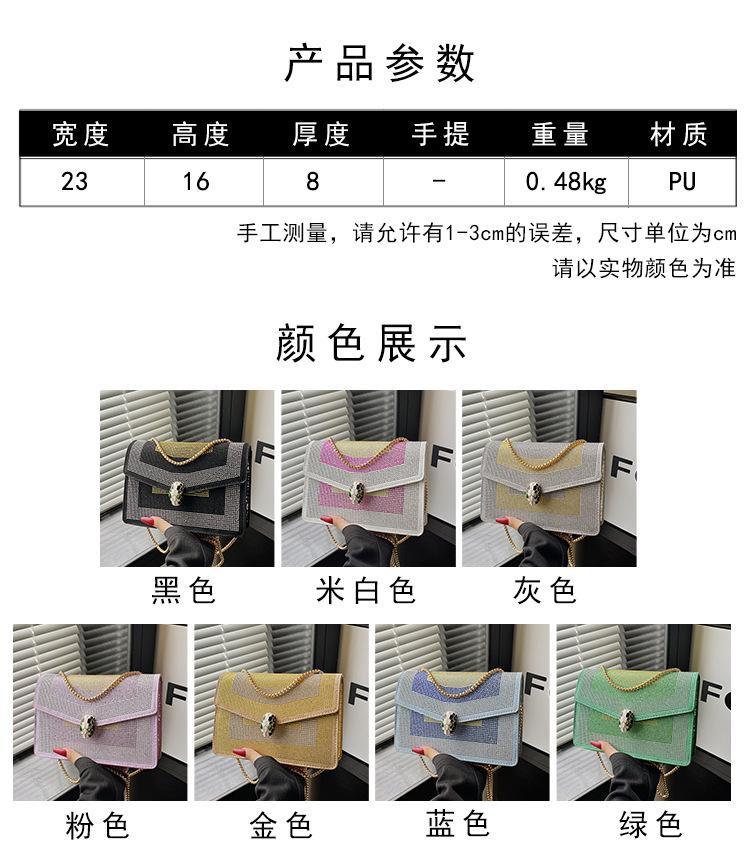 产品参数
宽度 高度 厚度 手提 重量 材质
23 16 8 - 0.48kg PU
手工测量，请允许有1-3cm的误差，尺寸单位为cm
请以实物颜色为准
颜色展示
黑色 米白色 灰色
粉色 金色 蓝色 绿色